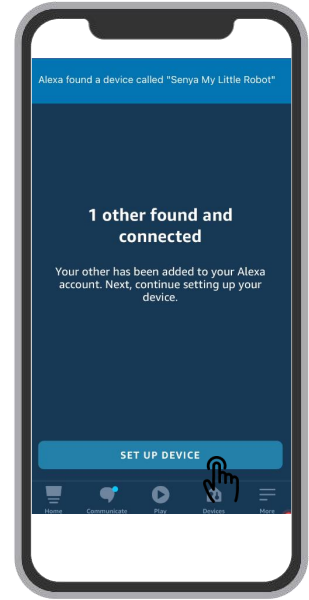 Alexa found a device called "Senya My Little Robot"
1 other found and
connected
Your other has been added to your Alexa
account. Next, continue setting up your
device.
SET UP DEVICE
Home Communicate Play Devices More